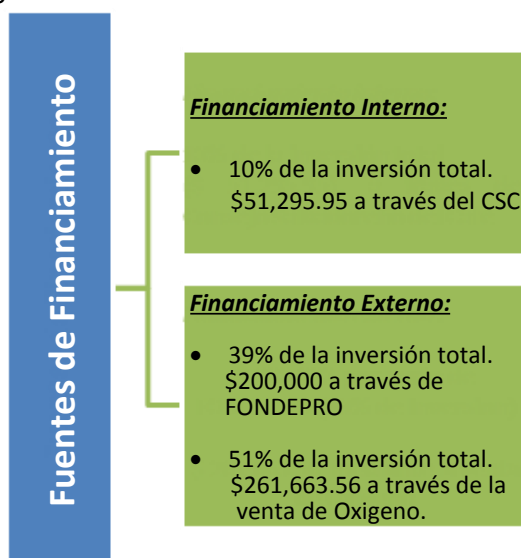 Fuentes de Financiamiento
Financiamiento Interno:
• 10% de la inversión total.
$51,295.95 a través del CSC
Financiamiento Externo:
• 39% de la inversión total.
$200,000 a través de
FONDEPRO
• 51% de la inversión total.
$261,663.56 a través de la
venta de Oxigeno.